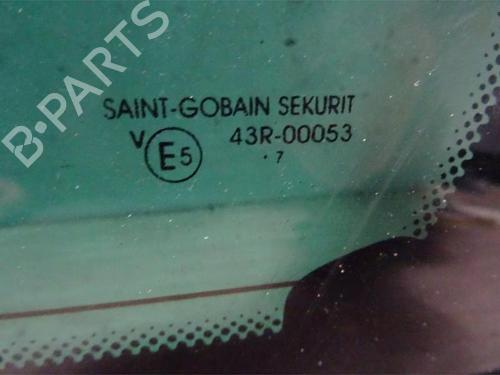 B-PARTS
SAINT-GOBAIN SEKURIT
V E5 43R-00053
. 7